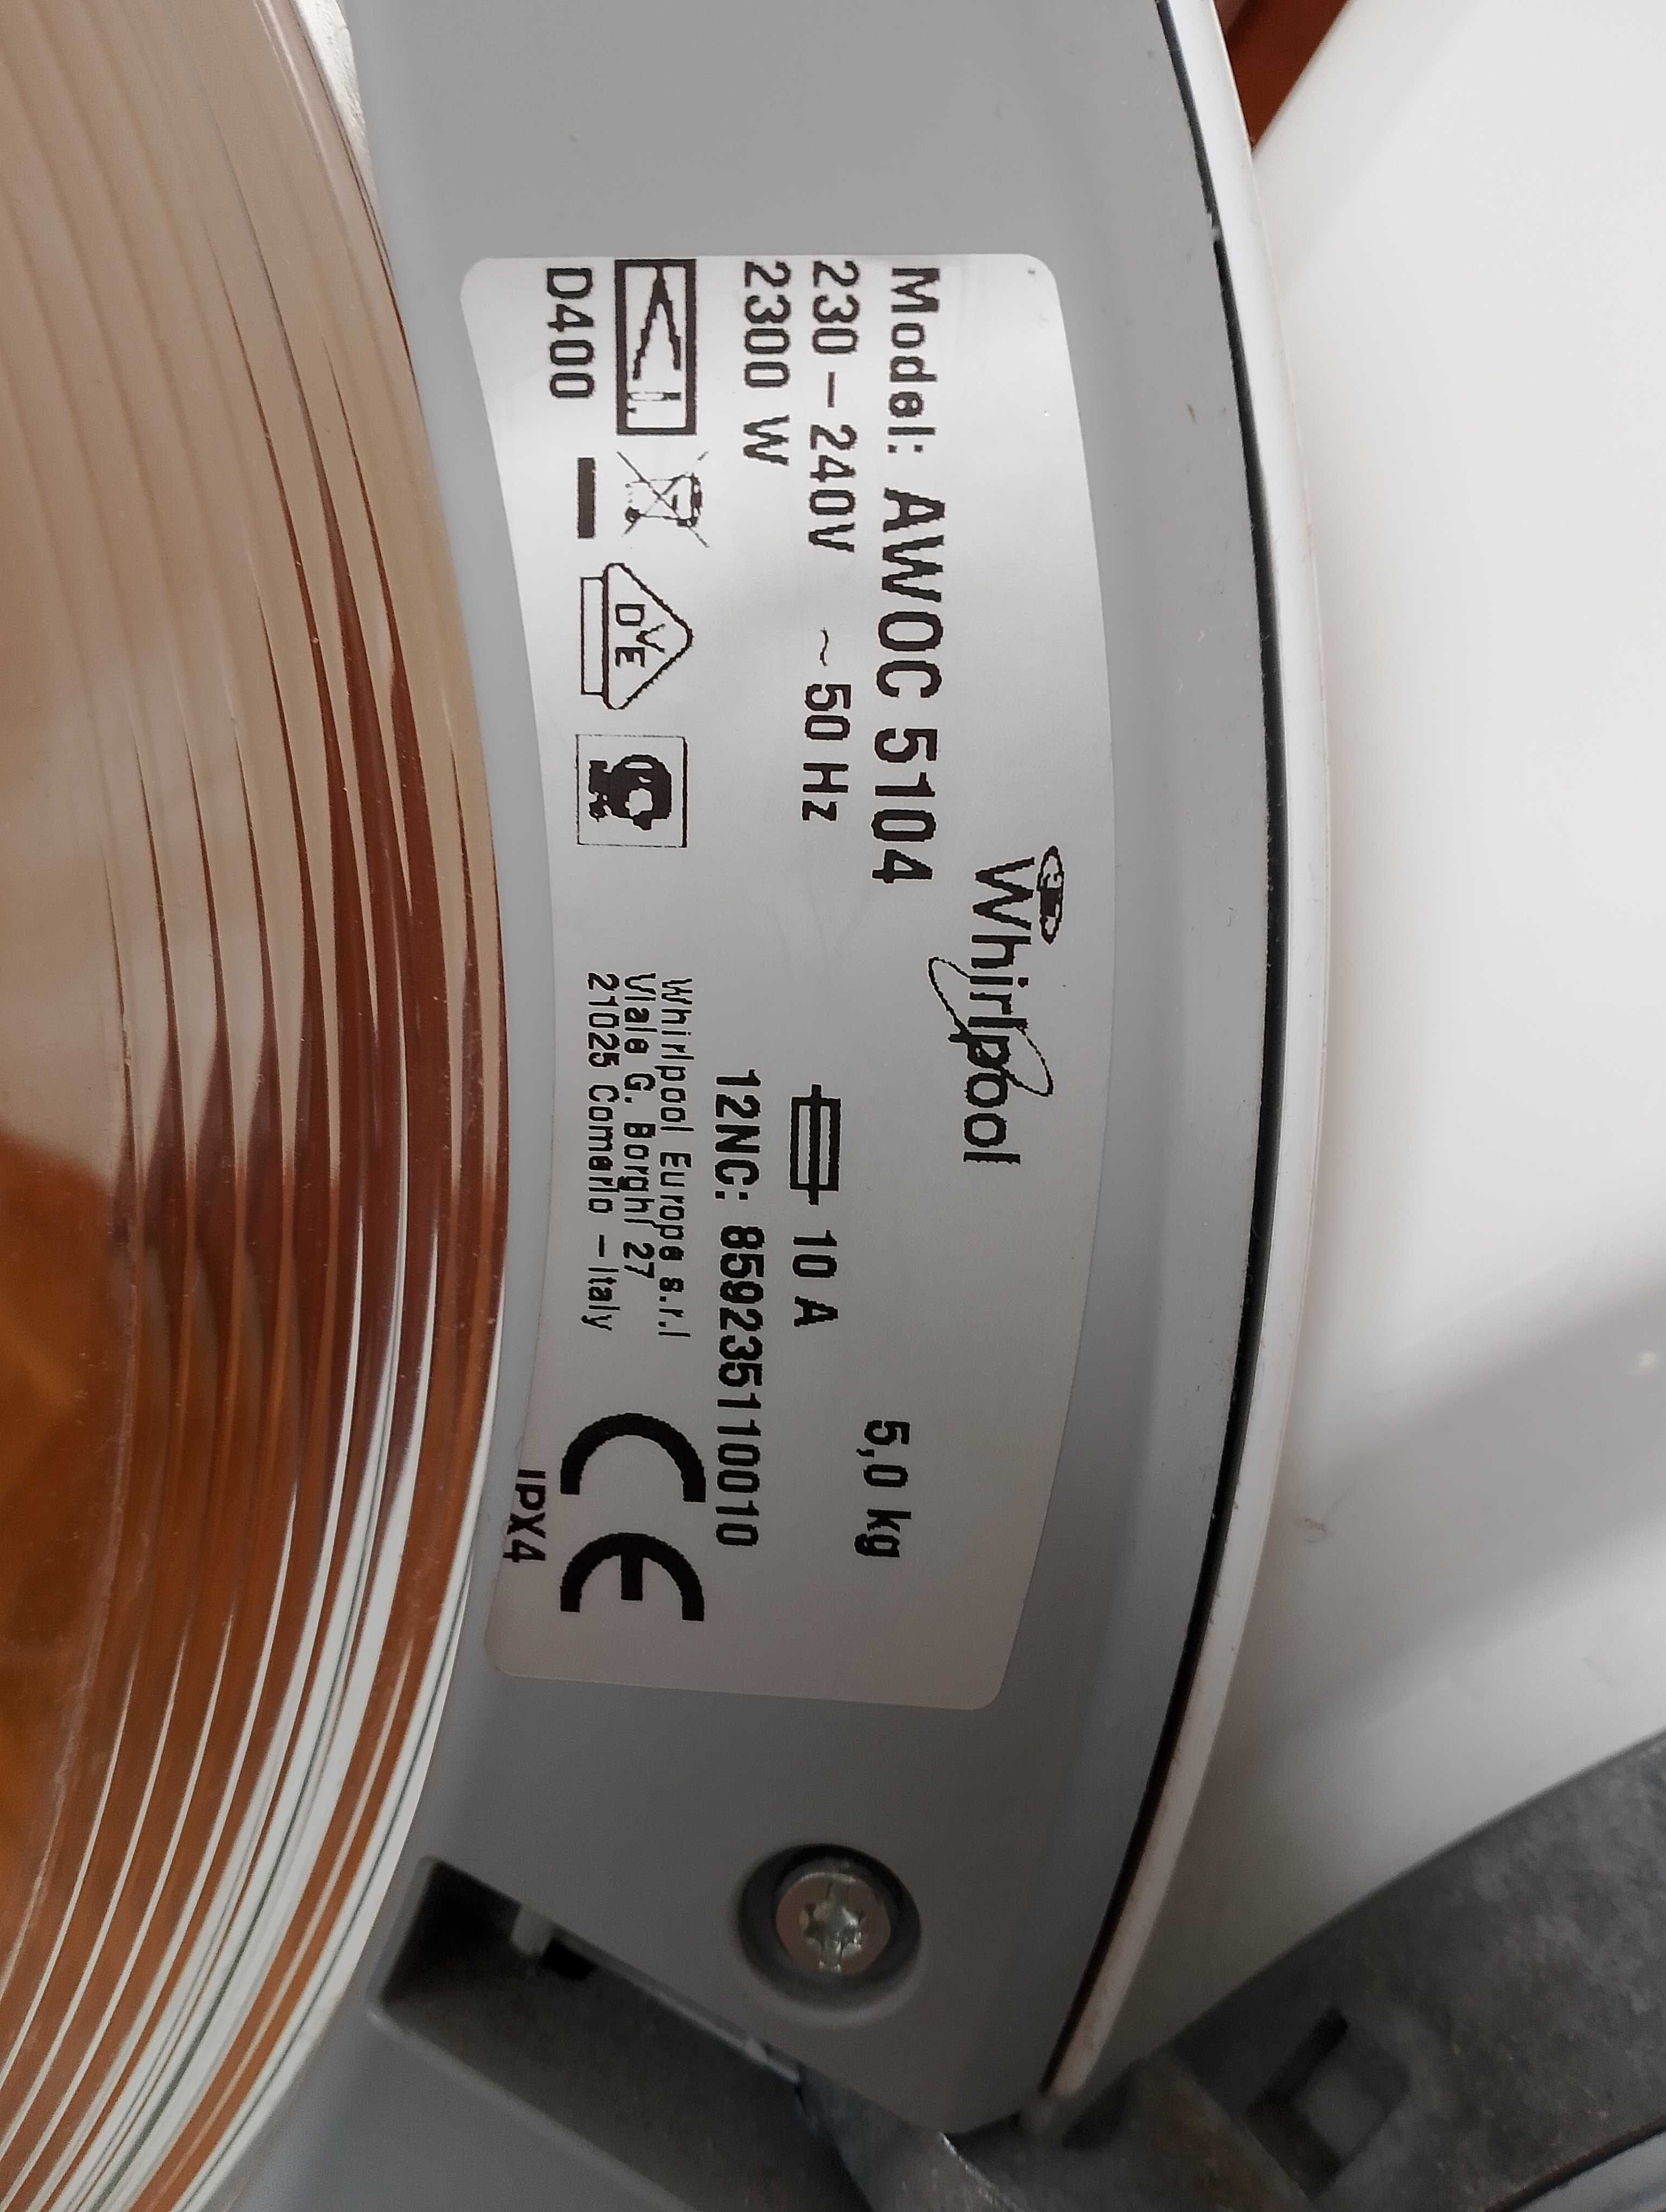 Whirlpool
Model: AWOC 5104
5,0 kg
230-240V ~50 Hz
10 A
2300 W
12NC: 859235110010
D400
DVE
Whirlpool Europe s.r.l
Viale G. Borghi 27
21025 Comerio - Italy
CE
IPX4